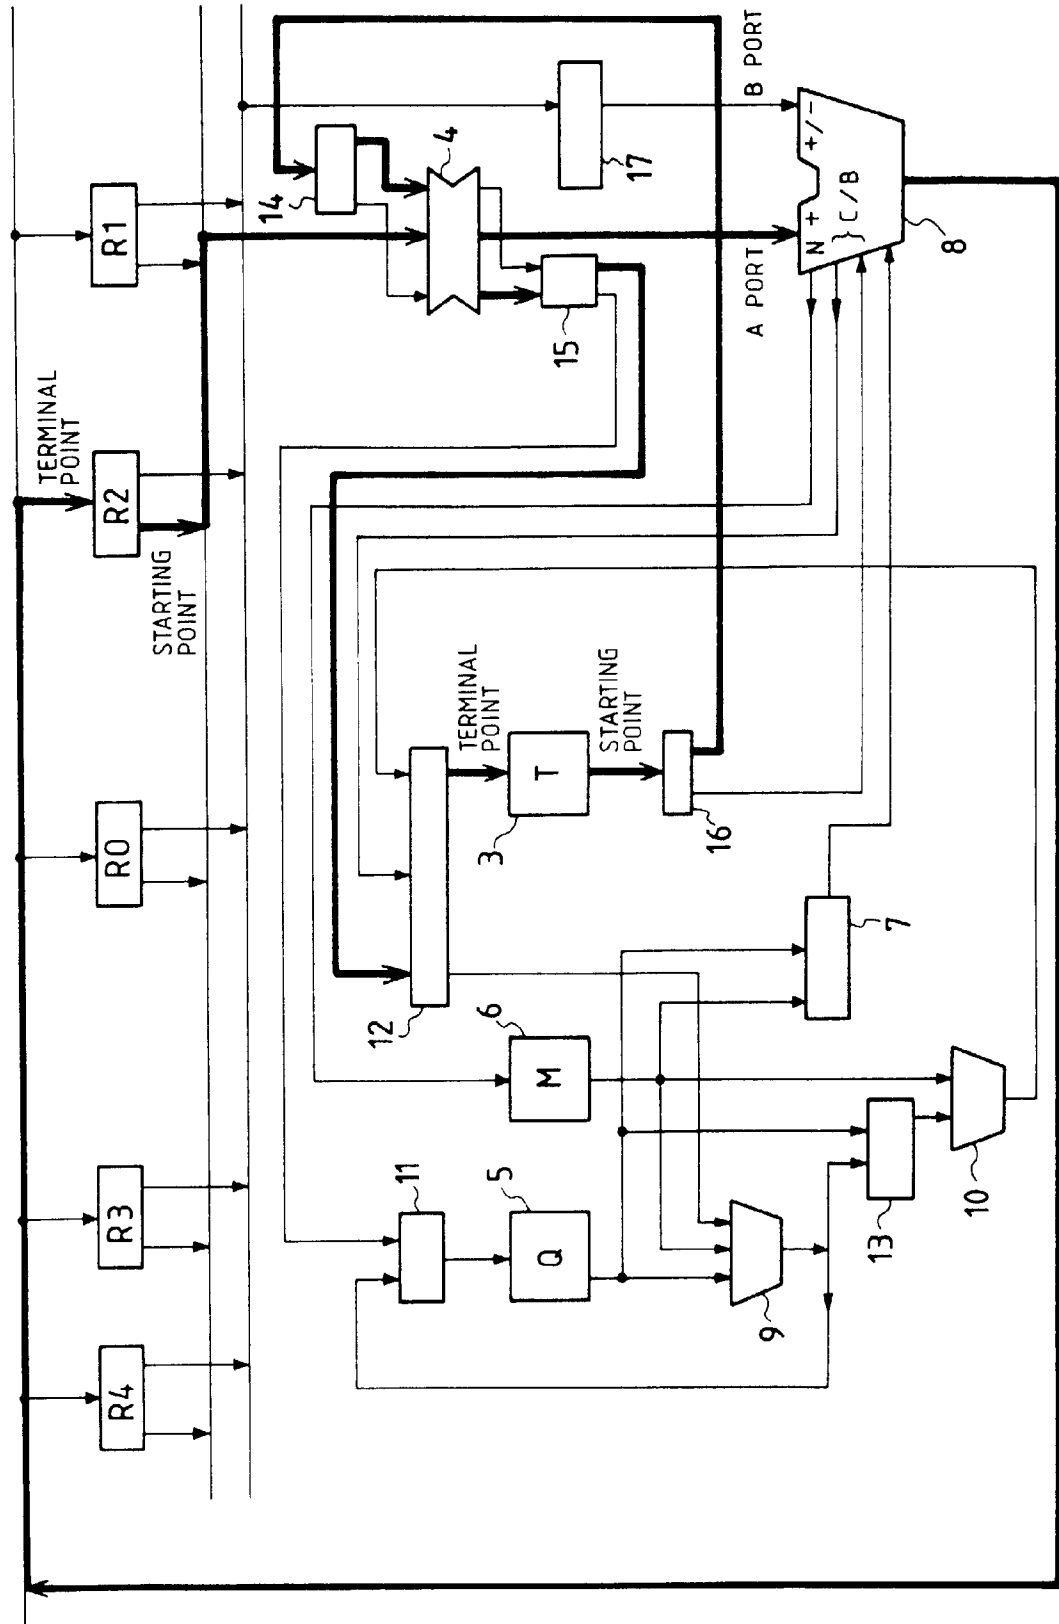 R4
R3
R0
R2
R1
TERMINAL
POINT
STARTING
POINT
14
4
11
12
15
17
5
Q
6
M
3
T
TERMINAL
POINT
STARTING
POINT
16
9
13
10
7
A PORT
B PORT
N + +/-
}C/B
8